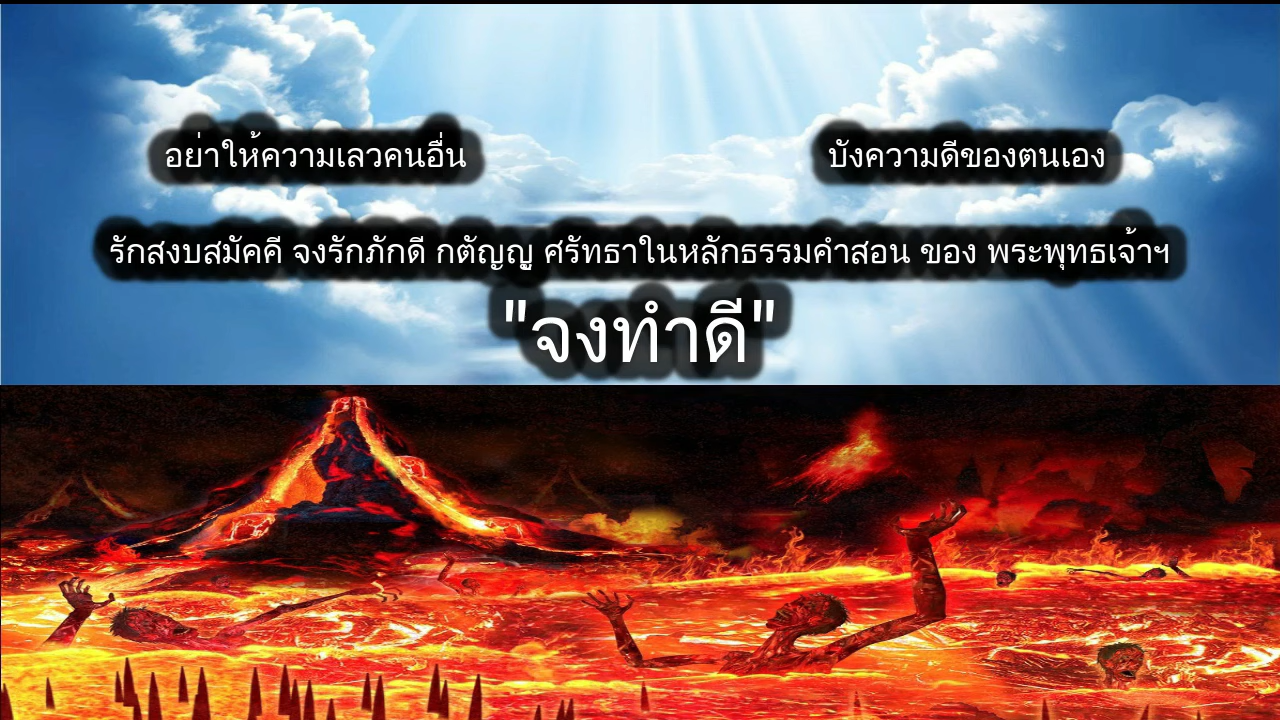 อย่าให้ความเลวคนอื่น บังความดีของตนเอง
รักสงบสมัคคี จงรักภักดี กตัญญู ศรัทธาในหลักธรรมคำสอน ของ พระพุทธเจ้าฯ
"จงทำดี"